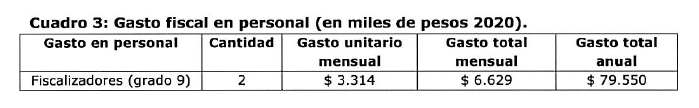 Cuadro 3: Gasto fiscal en personal (en miles de pesos 2020).
Gasto en personal Cantidad Gasto unitario mensual Gasto total mensual Gasto total anual
Fiscalizadores (grado 9) 2 $ 3.314 $ 6.629 $ 79.550